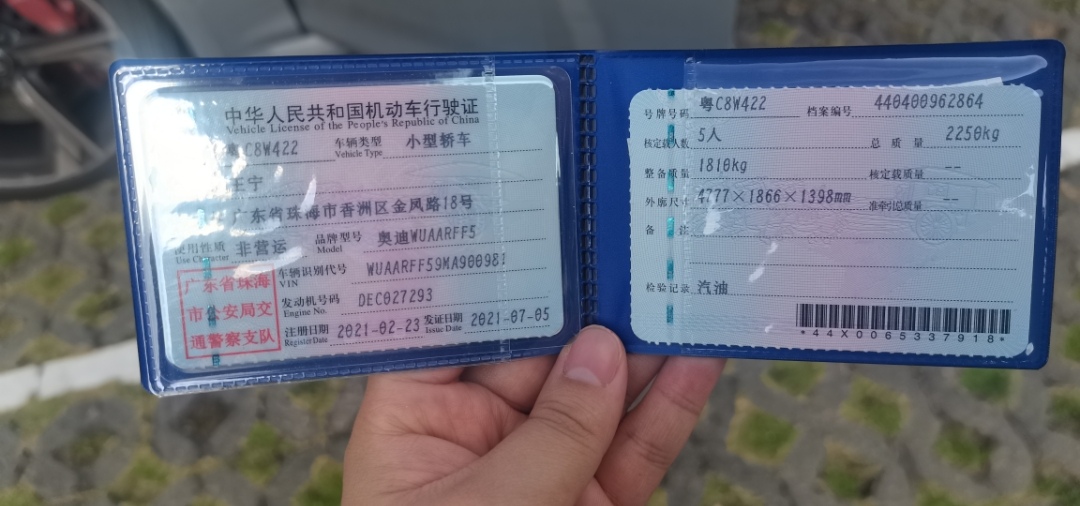 中华人民共和国机动车行驶证
Vehicle License of the People's Republic of China
粤C8W422 车辆类型 Vehicle Type 小型轿车
王宁
广东省珠海市香洲区金凤路18号
使用性质 Use Character 非营运 品牌型号 Model 奥迪WUAARFF5
车辆识别代号 VIN WUAARFF59MA900981
发动机号码 Engine No. DEC027293
注册日期 Register Date 2021-02-23 发证日期 Issue Date 2021-07-05
广东省珠海
市公安局交
通警察支队
号牌号码 粤C8W422 档案编号 440400962864
核定人数 5人 总质量 2250kg
整备质量 1810kg 核定载质量 --
外廓尺寸 4777×1866×1398mm 准牵引总质量 --
备注
检验记录 汽油
*44X0065337918*